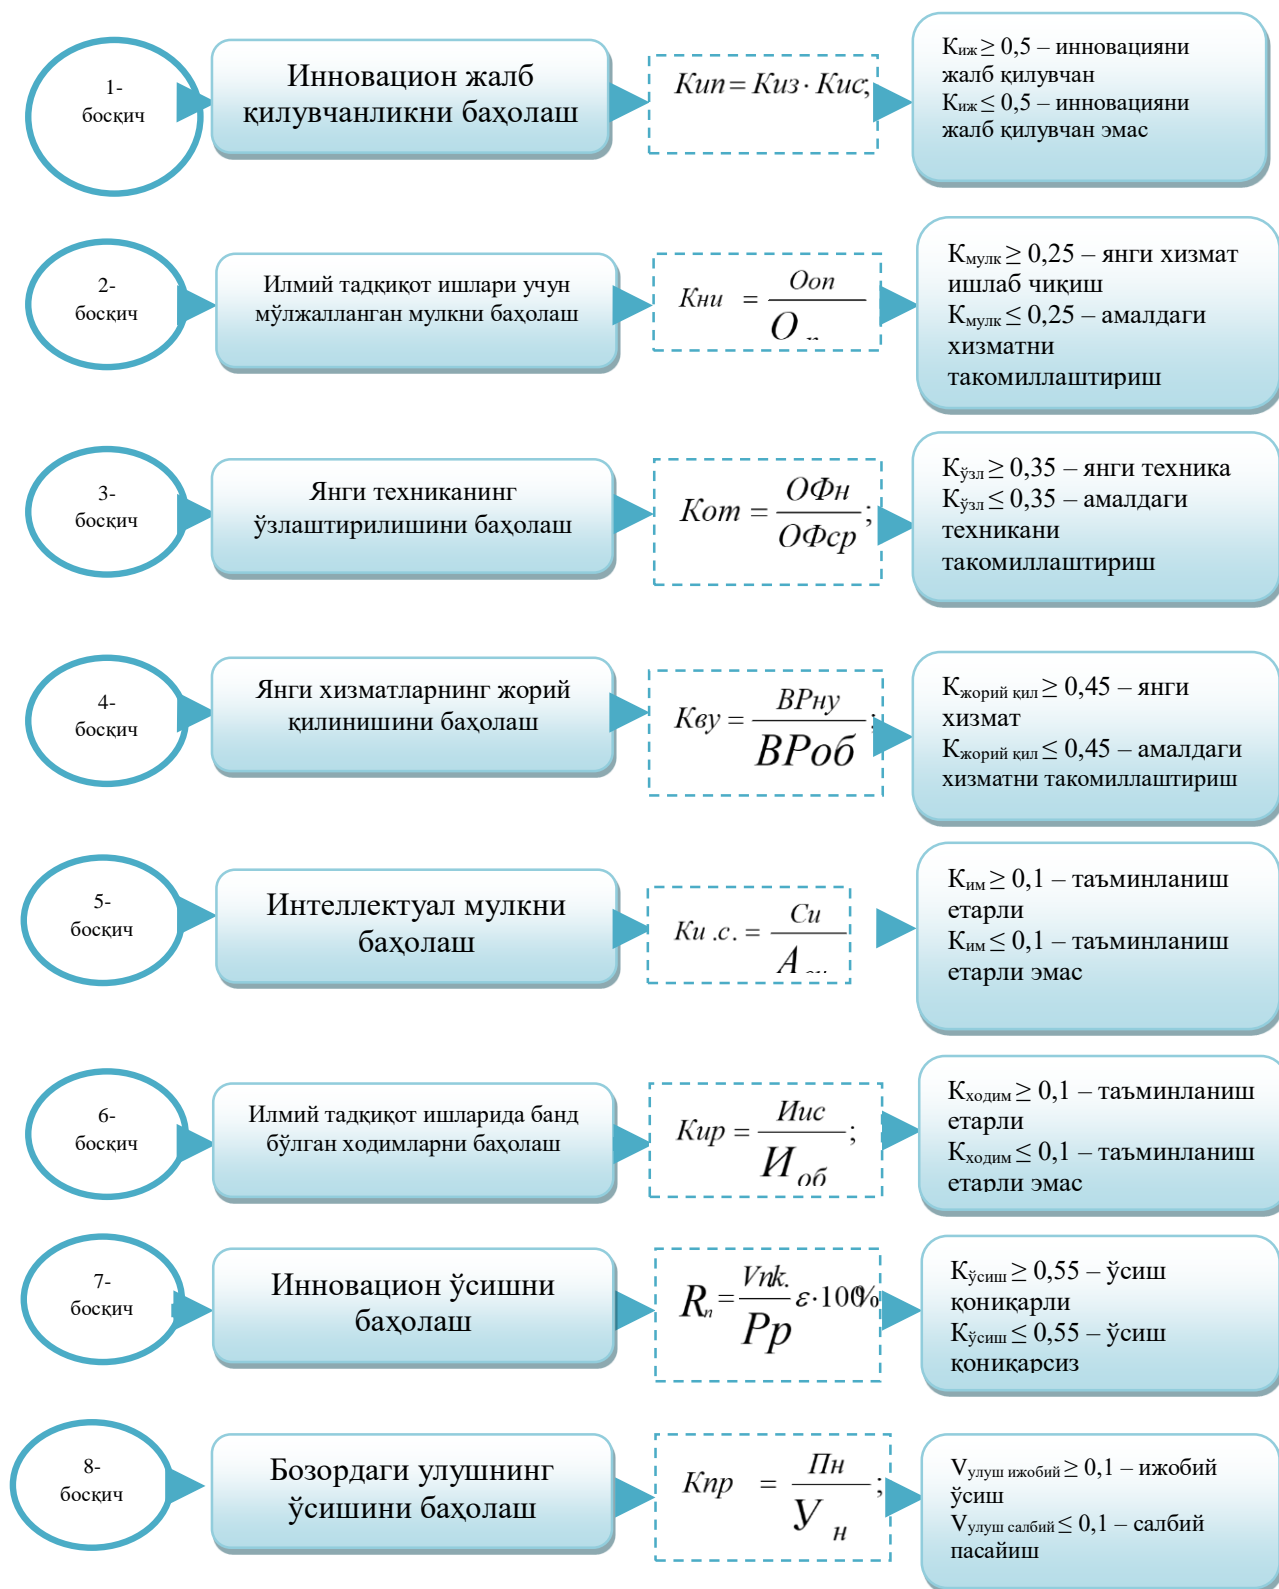 1-
босқич
Инновацион жалб
қилувчанликни баҳолаш
Кип = Киз · Кис;
Киж ≥ 0,5 – инновацияни
жалб қилувчан
Киж ≤ 0,5 – инновацияни
жалб қилувчан эмас
2-
босқич
Илмий тадқиқот ишлари учун
мўлжалланган мулкни баҳолаш
Кни = Ооп
О
Кмулк ≥ 0,25 – янги хизмат
ишлаб чиқиш
Кмулк ≤ 0,25 – амалдаги
хизматни
такомиллаштириш
3-
босқич
Янги техниканинг
ўзлаштирилишини баҳолаш
Кот = ОФн
ОФср ;
Кўзл ≥ 0,35 – янги техника
Кўзл ≤ 0,35 – амалдаги
техникани
такомиллаштириш
4-
босқич
Янги хизматларнинг жорий
қилинишини баҳолаш
Кву = ВРну
ВРоб ;
Кжорий қил ≥ 0,45 – янги
хизмат
Кжорий қил ≤ 0,45 – амалдаги
хизматни такомиллаштириш
5-
босқич
Интеллектуал мулкни
баҳолаш
Ки .с. = Си
А
Ким ≥ 0,1 – таъминланиш
етарли
Ким ≤ 0,1 – таъминланиш
етарли эмас
6-
босқич
Илмий тадқиқот ишларида банд
бўлган ходимларни баҳолаш
Кир = Иис
И об ;
Кходим ≥ 0,1 – таъминланиш
етарли
Кходим ≤ 0,1 – таъминланиш
етарли эмас
7-
босқич
Инновацион ўсишни
баҳолаш
Rп = Vnk.
Pp ε·100%
Кўсиш ≥ 0,55 – ўсиш
қониқарли
Кўсиш ≤ 0,55 – ўсиш
қониқарсиз
8-
босқич
Бозордаги улушнинг
ўсишини баҳолаш
Кпр = Пн
У н ;
Vулуш ижобий ≥ 0,1 – ижобий
ўсиш
Vулуш салбий ≤ 0,1 – салбий
пасайиш